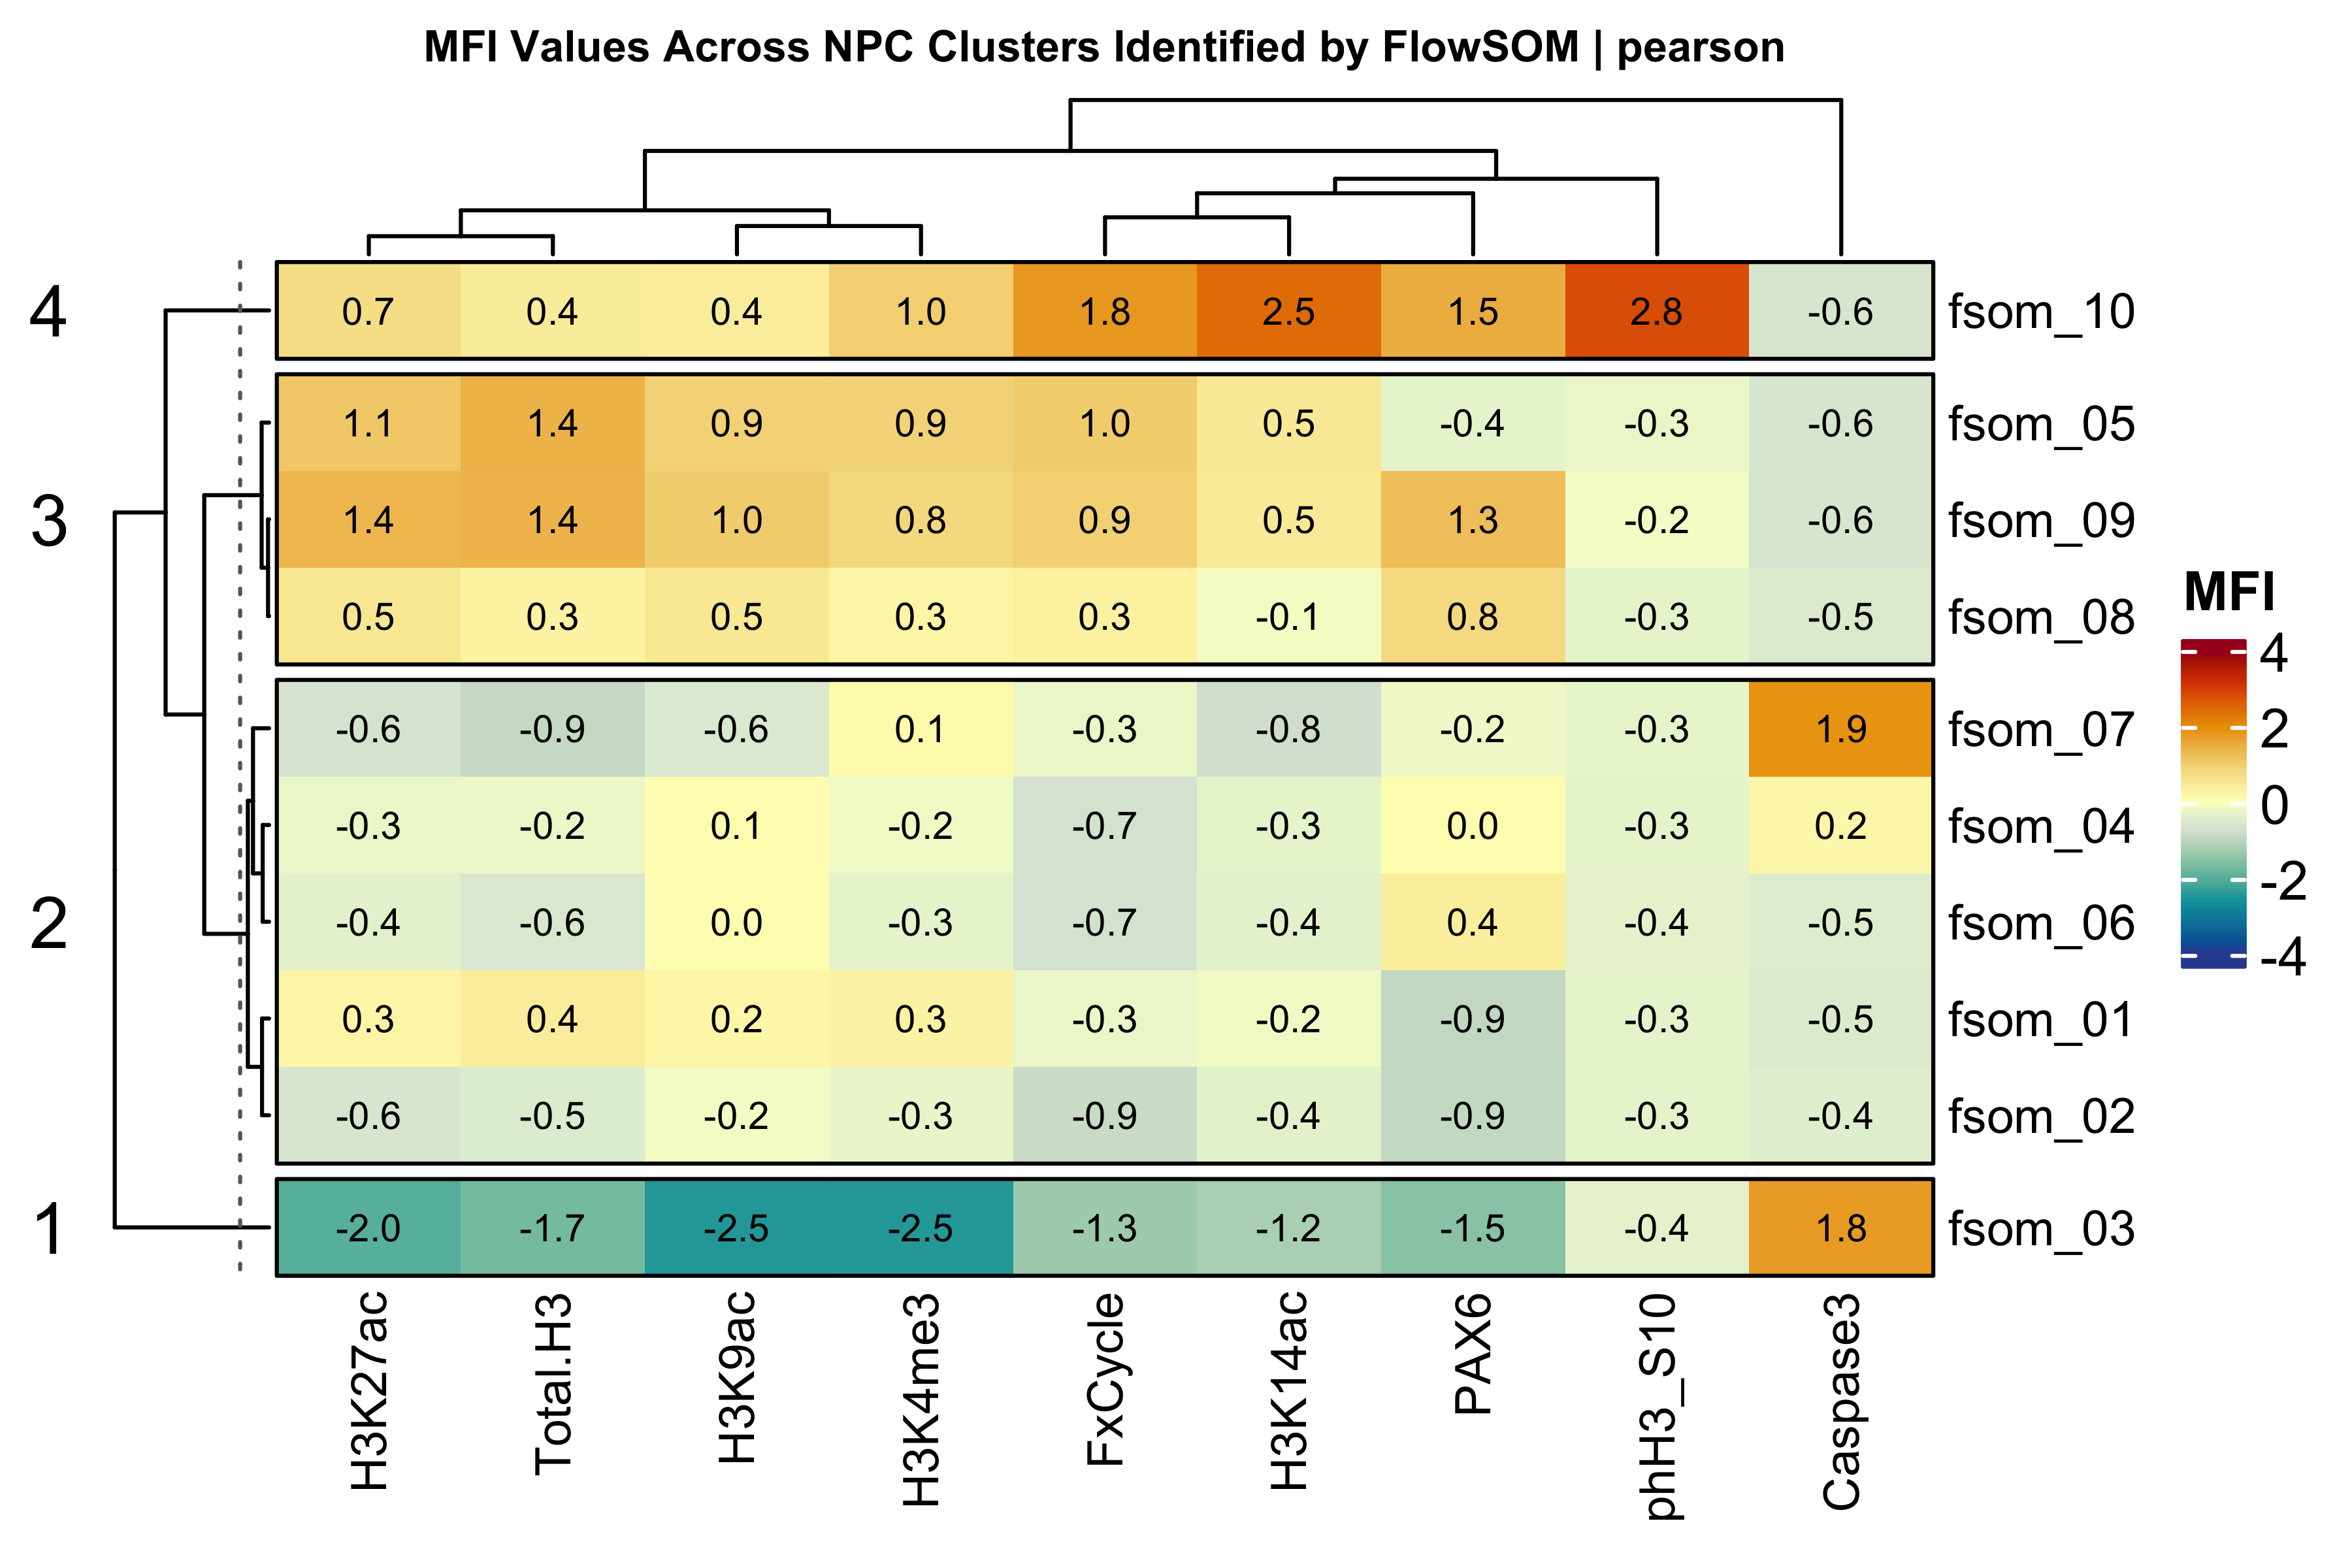 MFI Values Across NPC Clusters Identified by FlowSOM | pearson
4 0.7 0.4 0.4 1.0 1.8 2.5 1.5 2.8 -0.6 fsom_10
1.1 1.4 0.9 0.9 1.0 0.5 -0.4 -0.3 -0.6 fsom_05
3 1.4 1.4 1.0 0.8 0.9 0.5 1.3 -0.2 -0.6 fsom_09
0.5 0.3 0.5 0.3 0.3 -0.1 0.8 -0.3 -0.5 fsom_08
-0.6 -0.9 -0.6 0.1 -0.3 -0.8 -0.2 -0.3 1.9 fsom_07
-0.3 -0.2 0.1 -0.2 -0.7 -0.3 0.0 -0.3 0.2 fsom_04
2 -0.4 -0.6 0.0 -0.3 -0.7 -0.4 0.4 -0.4 -0.5 fsom_06
0.3 0.4 0.2 0.3 -0.3 -0.2 -0.9 -0.3 -0.5 fsom_01
-0.6 -0.5 -0.2 -0.3 -0.9 -0.4 -0.9 -0.3 -0.4 fsom_02
1 -2.0 -1.7 -2.5 -2.5 -1.3 -1.2 -1.5 -0.4 1.8 fsom_03
H3K27ac
Total.H3
H3K9ac
H3K4me3
FxCycle
H3K14ac
PAX6
phH3_S10
Caspase3
MFI
4
2
0
-2
-4